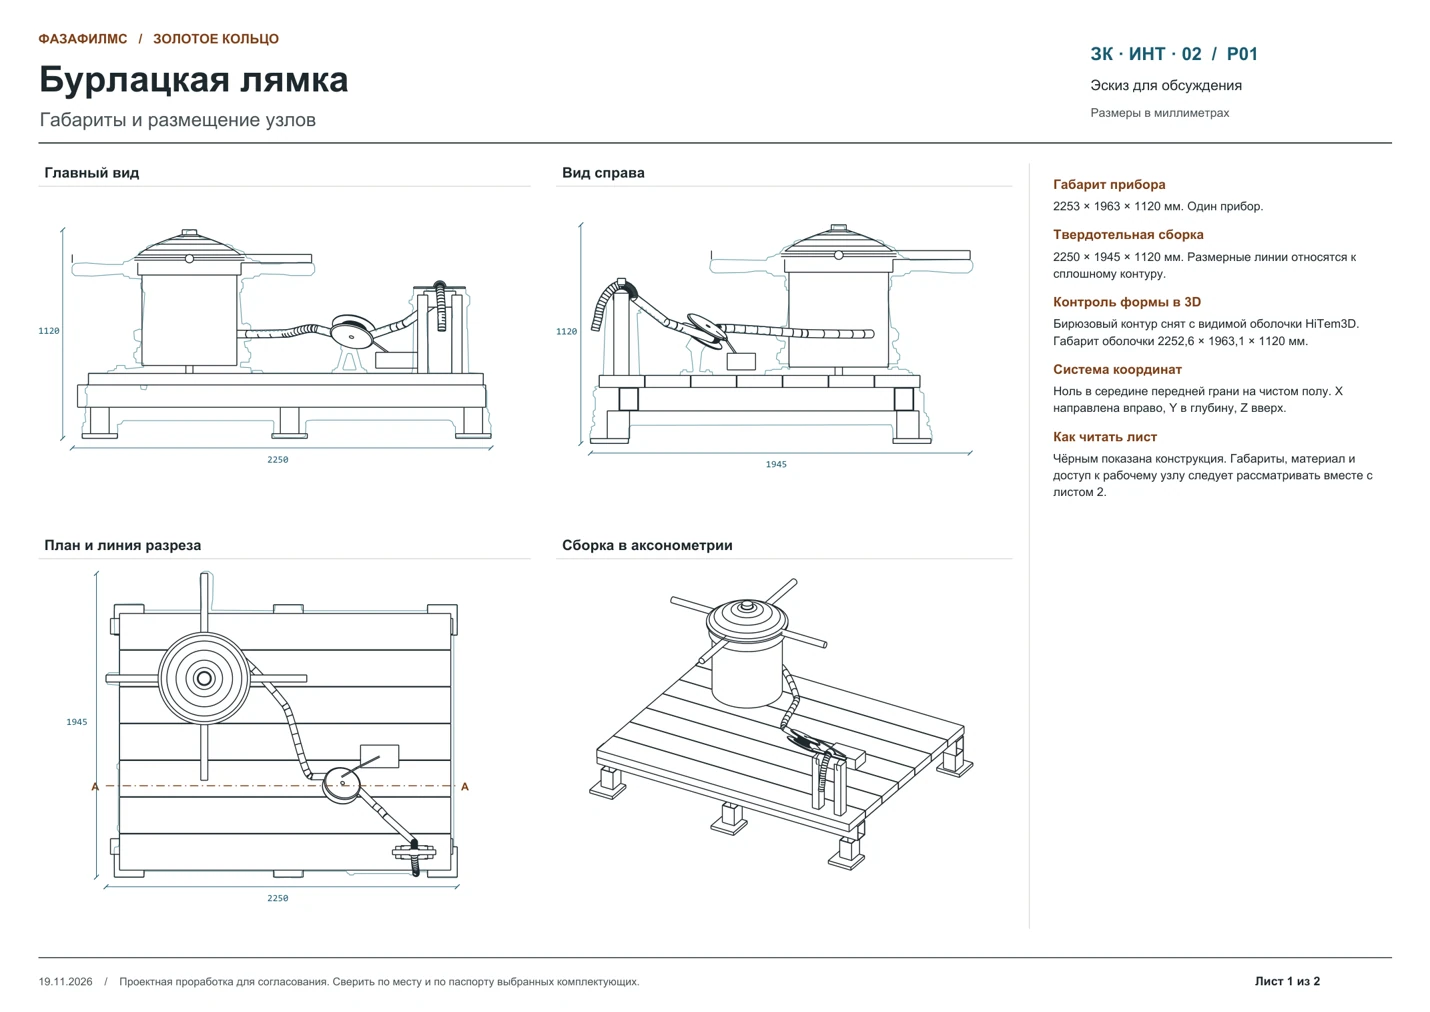 ФАЗАФИЛМС / ЗОЛОТОЕ КОЛЬЦО
Бурлацкая лямка
Габариты и размещение узлов
ЗК · ИНТ · 02 / Р01
Эскиз для обсуждения
Размеры в миллиметрах
Главный вид
1120
2250
Вид справа
1120
1945
План и линия разреза
1945
А
А
2250
Сборка в аксонометрии
Габарит прибора
2253 × 1963 × 1120 мм. Один прибор.
Твердотельная сборка
2250 × 1945 × 1120 мм. Размерные линии относятся к
сплошному контуру.
Контроль формы в 3D
Бирюзовый контур снят с видимой оболочки HiTem3D.
Габарит оболочки 2252,6 × 1963,1 × 1120 мм.
Система координат
Ноль в середине передней грани на чистом полу. X
направлена вправо, Y в глубину, Z вверх.
Как читать лист
Чёрным показана конструкция. Габариты, материал и
доступ к рабочему узлу следует рассматривать вместе с
листом 2.
19.11.2026 / Проектная проработка для согласования. Сверить по месту и по паспорту выбранных комплектующих.
Лист 1 из 2